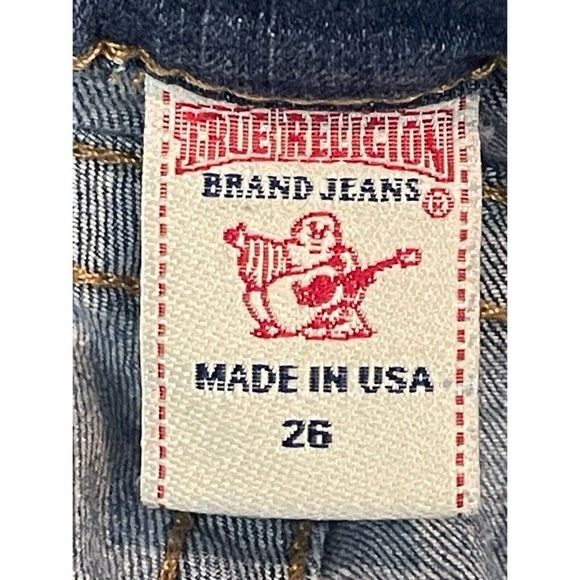 TRUE RELIGION
BRAND JEANS ®
MADE IN USA
26